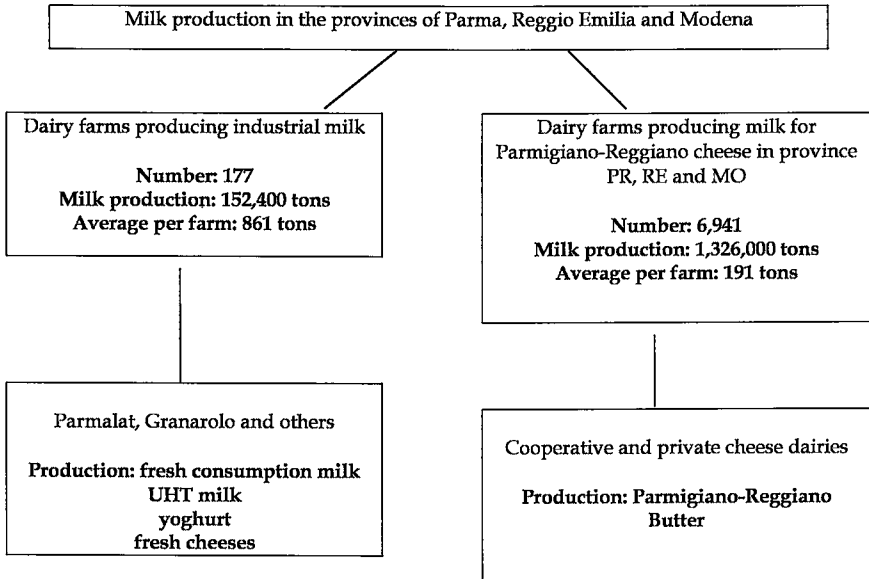 Milk production in the provinces of Parma, Reggio Emilia and Modena
Dairy farms producing industrial milk
Number: 177
Milk production: 152,400 tons
Average per farm: 861 tons
Dairy farms producing milk for
Parmigiano-Reggiano cheese in province
PR, RE and MO
Number: 6,941
Milk production: 1,326,000 tons
Average per farm: 191 tons
Parmalat, Granarolo and others
Production: fresh consumption milk
UHT milk
yoghurt
fresh cheeses
Cooperative and private cheese dairies
Production: Parmigiano-Reggiano
Butter